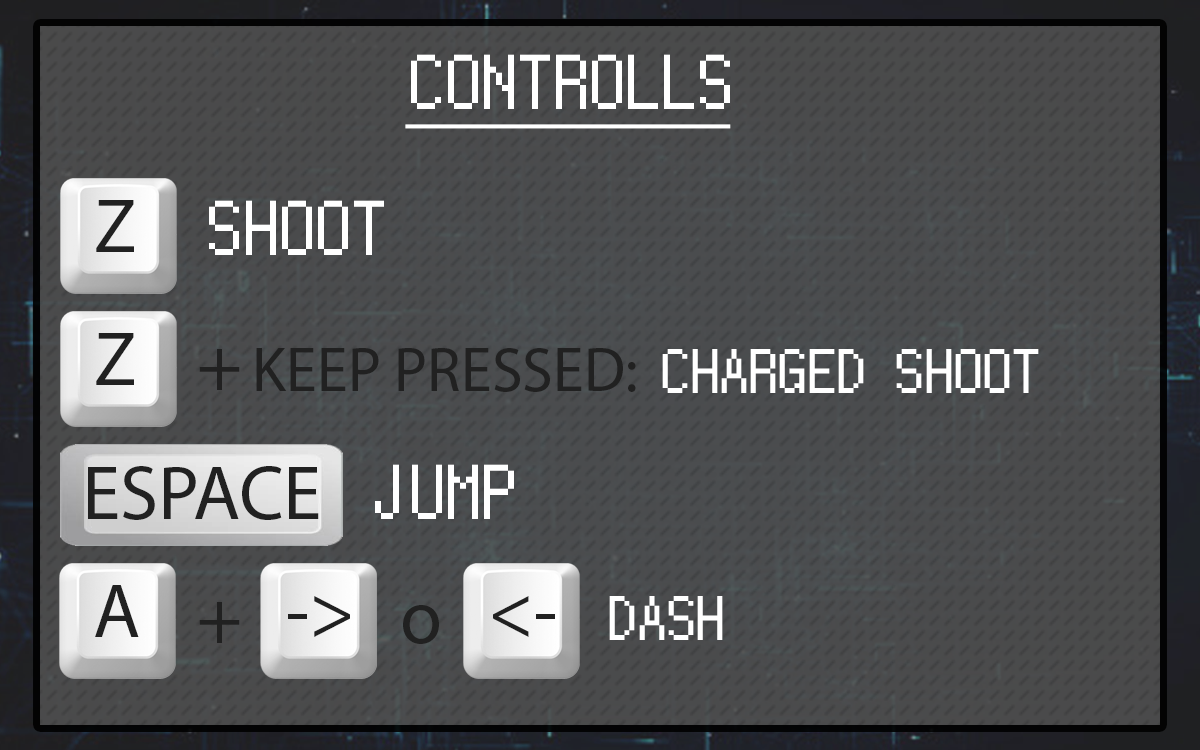 CONTROLLS
Z SHOOT
Z + KEEP PRESSED: CHARGED SHOOT
ESPACE JUMP
A + -> o <- DASH